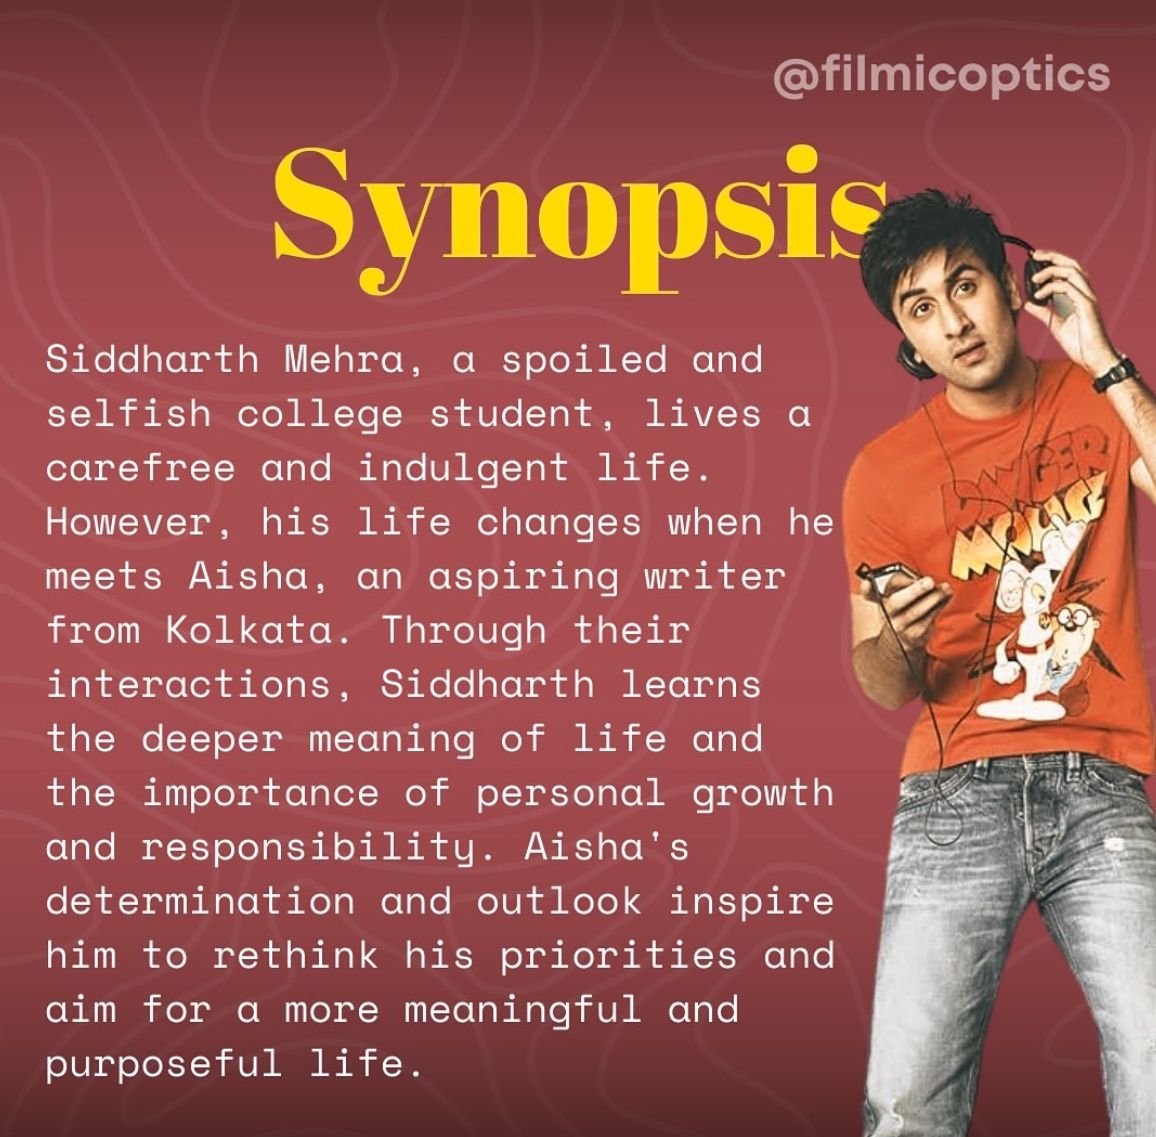 @filmicoptics
Synopsis
Siddharth Mehra, a spoiled and
selfish college student, lives a
carefree and indulgent life.
However, his life changes when he
meets Aisha, an aspiring writer
from Kolkata. Through their
interactions, Siddharth learns
the deeper meaning of life and
the importance of personal growth
and responsibility. Aisha's
determination and outlook inspire
him to rethink his priorities and
aim for a more meaningful and
purposeful life.
DANGER
MOUSE